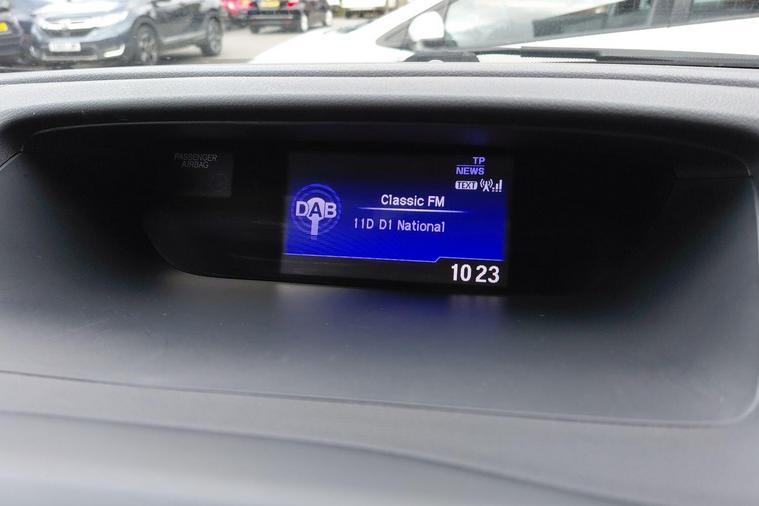 PASSENGER
AIRBAG
TP
NEWS
TEXT
DAB
Classic FM
11D D1 National
10 23